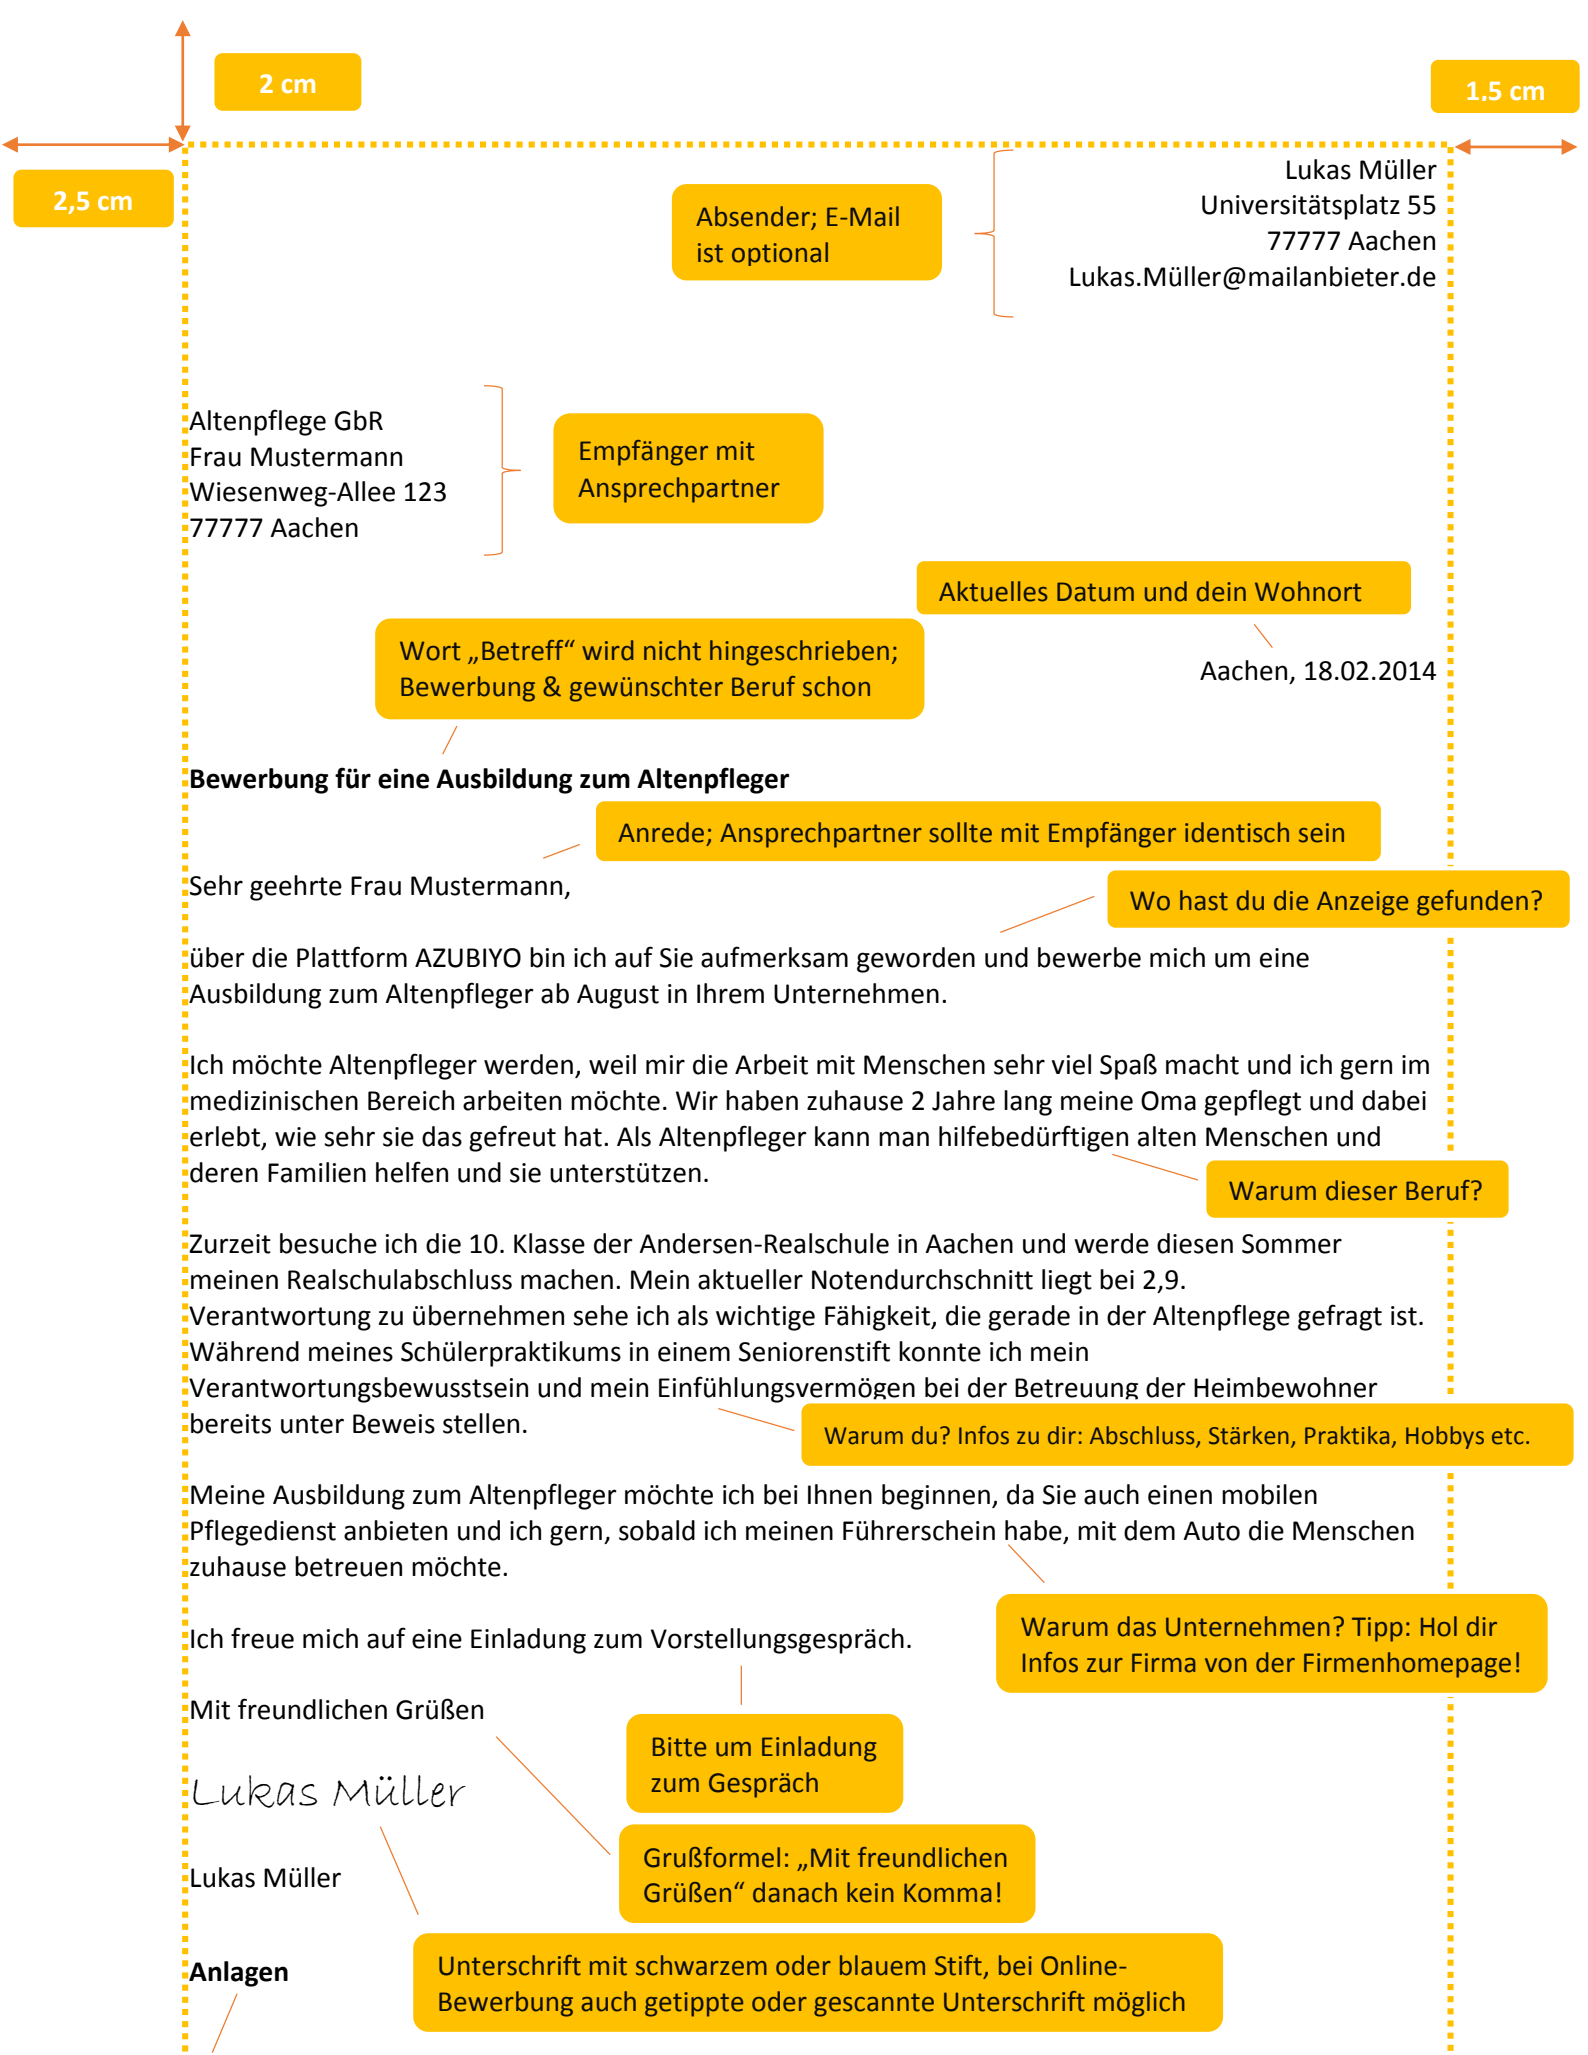 2 cm
1,5 cm
2,5 cm
Absender; E-Mail
ist optional
Lukas Müller
Universitätsplatz 55
77777 Aachen
Lukas.Müller@mailanbieter.de
Altenpflege GbR
Frau Mustermann
Wiesenweg-Allee 123
77777 Aachen
Empfänger mit
Ansprechpartner
Aktuelles Datum und dein Wohnort
Wort „Betreff“ wird nicht hingeschrieben;
Bewerbung & gewünschter Beruf schon
Aachen, 18.02.2014
Bewerbung für eine Ausbildung zum Altenpfleger
Anrede; Ansprechpartner sollte mit Empfänger identisch sein
Sehr geehrte Frau Mustermann,
Wo hast du die Anzeige gefunden?
über die Plattform AZUBIYO bin ich auf Sie aufmerksam geworden und bewerbe mich um eine
Ausbildung zum Altenpfleger ab August in Ihrem Unternehmen.
Ich möchte Altenpfleger werden, weil mir die Arbeit mit Menschen sehr viel Spaß macht und ich gern im
medizinischen Bereich arbeiten möchte. Wir haben zuhause 2 Jahre lang meine Oma gepflegt und dabei
erlebt, wie sehr sie das gefreut hat. Als Altenpfleger kann man hilfebedürftigen alten Menschen und
deren Familien helfen und sie unterstützen.
Warum dieser Beruf?
Zurzeit besuche ich die 10. Klasse der Andersen-Realschule in Aachen und werde diesen Sommer
meinen Realschulabschluss machen. Mein aktueller Notendurchschnitt liegt bei 2,9.
Verantwortung zu übernehmen sehe ich als wichtige Fähigkeit, die gerade in der Altenpflege gefragt ist.
Während meines Schülerpraktikums in einem Seniorenstift konnte ich mein
Verantwortungsbewusstsein und mein Einfühlungsvermögen bei der Betreuung der Heimbewohner
bereits unter Beweis stellen.
Warum du? Infos zu dir: Abschluss, Stärken, Praktika, Hobbys etc.
Meine Ausbildung zum Altenpfleger möchte ich bei Ihnen beginnen, da Sie auch einen mobilen
Pflegedienst anbieten und ich gern, sobald ich meinen Führerschein habe, mit dem Auto die Menschen
zuhause betreuen möchte.
Warum das Unternehmen? Tipp: Hol dir
Infos zur Firma von der Firmenhomepage!
Ich freue mich auf eine Einladung zum Vorstellungsgespräch.
Mit freundlichen Grüßen
Bitte um Einladung
zum Gespräch
Lukas Müller
Grußformel: „Mit freundlichen
Grüßen“ danach kein Komma!
Lukas Müller
Unterschrift mit schwarzem oder blauem Stift, bei Online-
Bewerbung auch getippte oder gescannte Unterschrift möglich
Anlagen